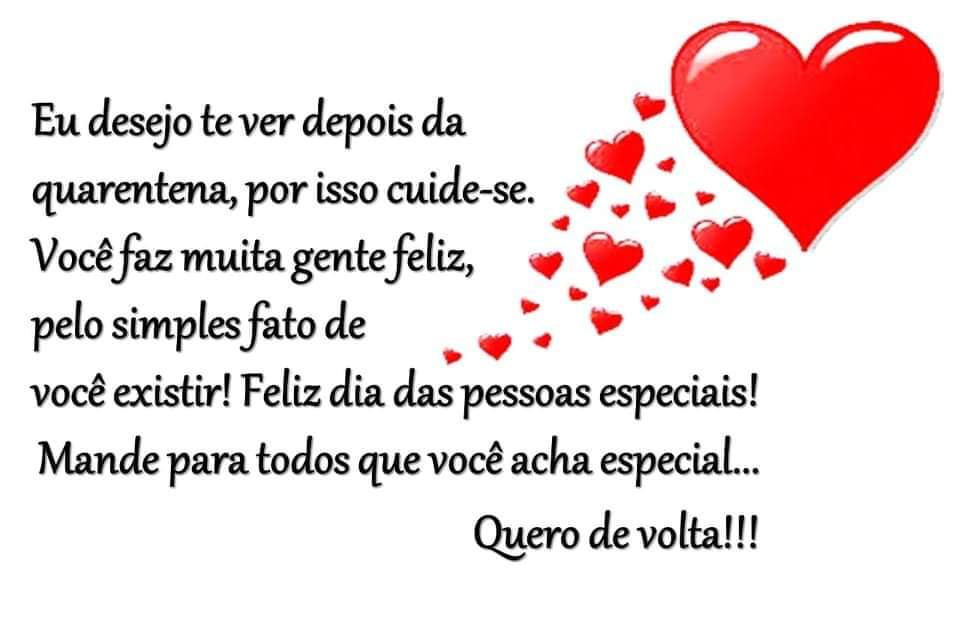 Eu desejo te ver depois da
quarentena, por isso cuide-se.
Você faz muita gente feliz,
pelo simples fato de
você existir! Feliz dia das pessoas especiais!
Mande para todos que você acha especial...
Quero de volta!!!